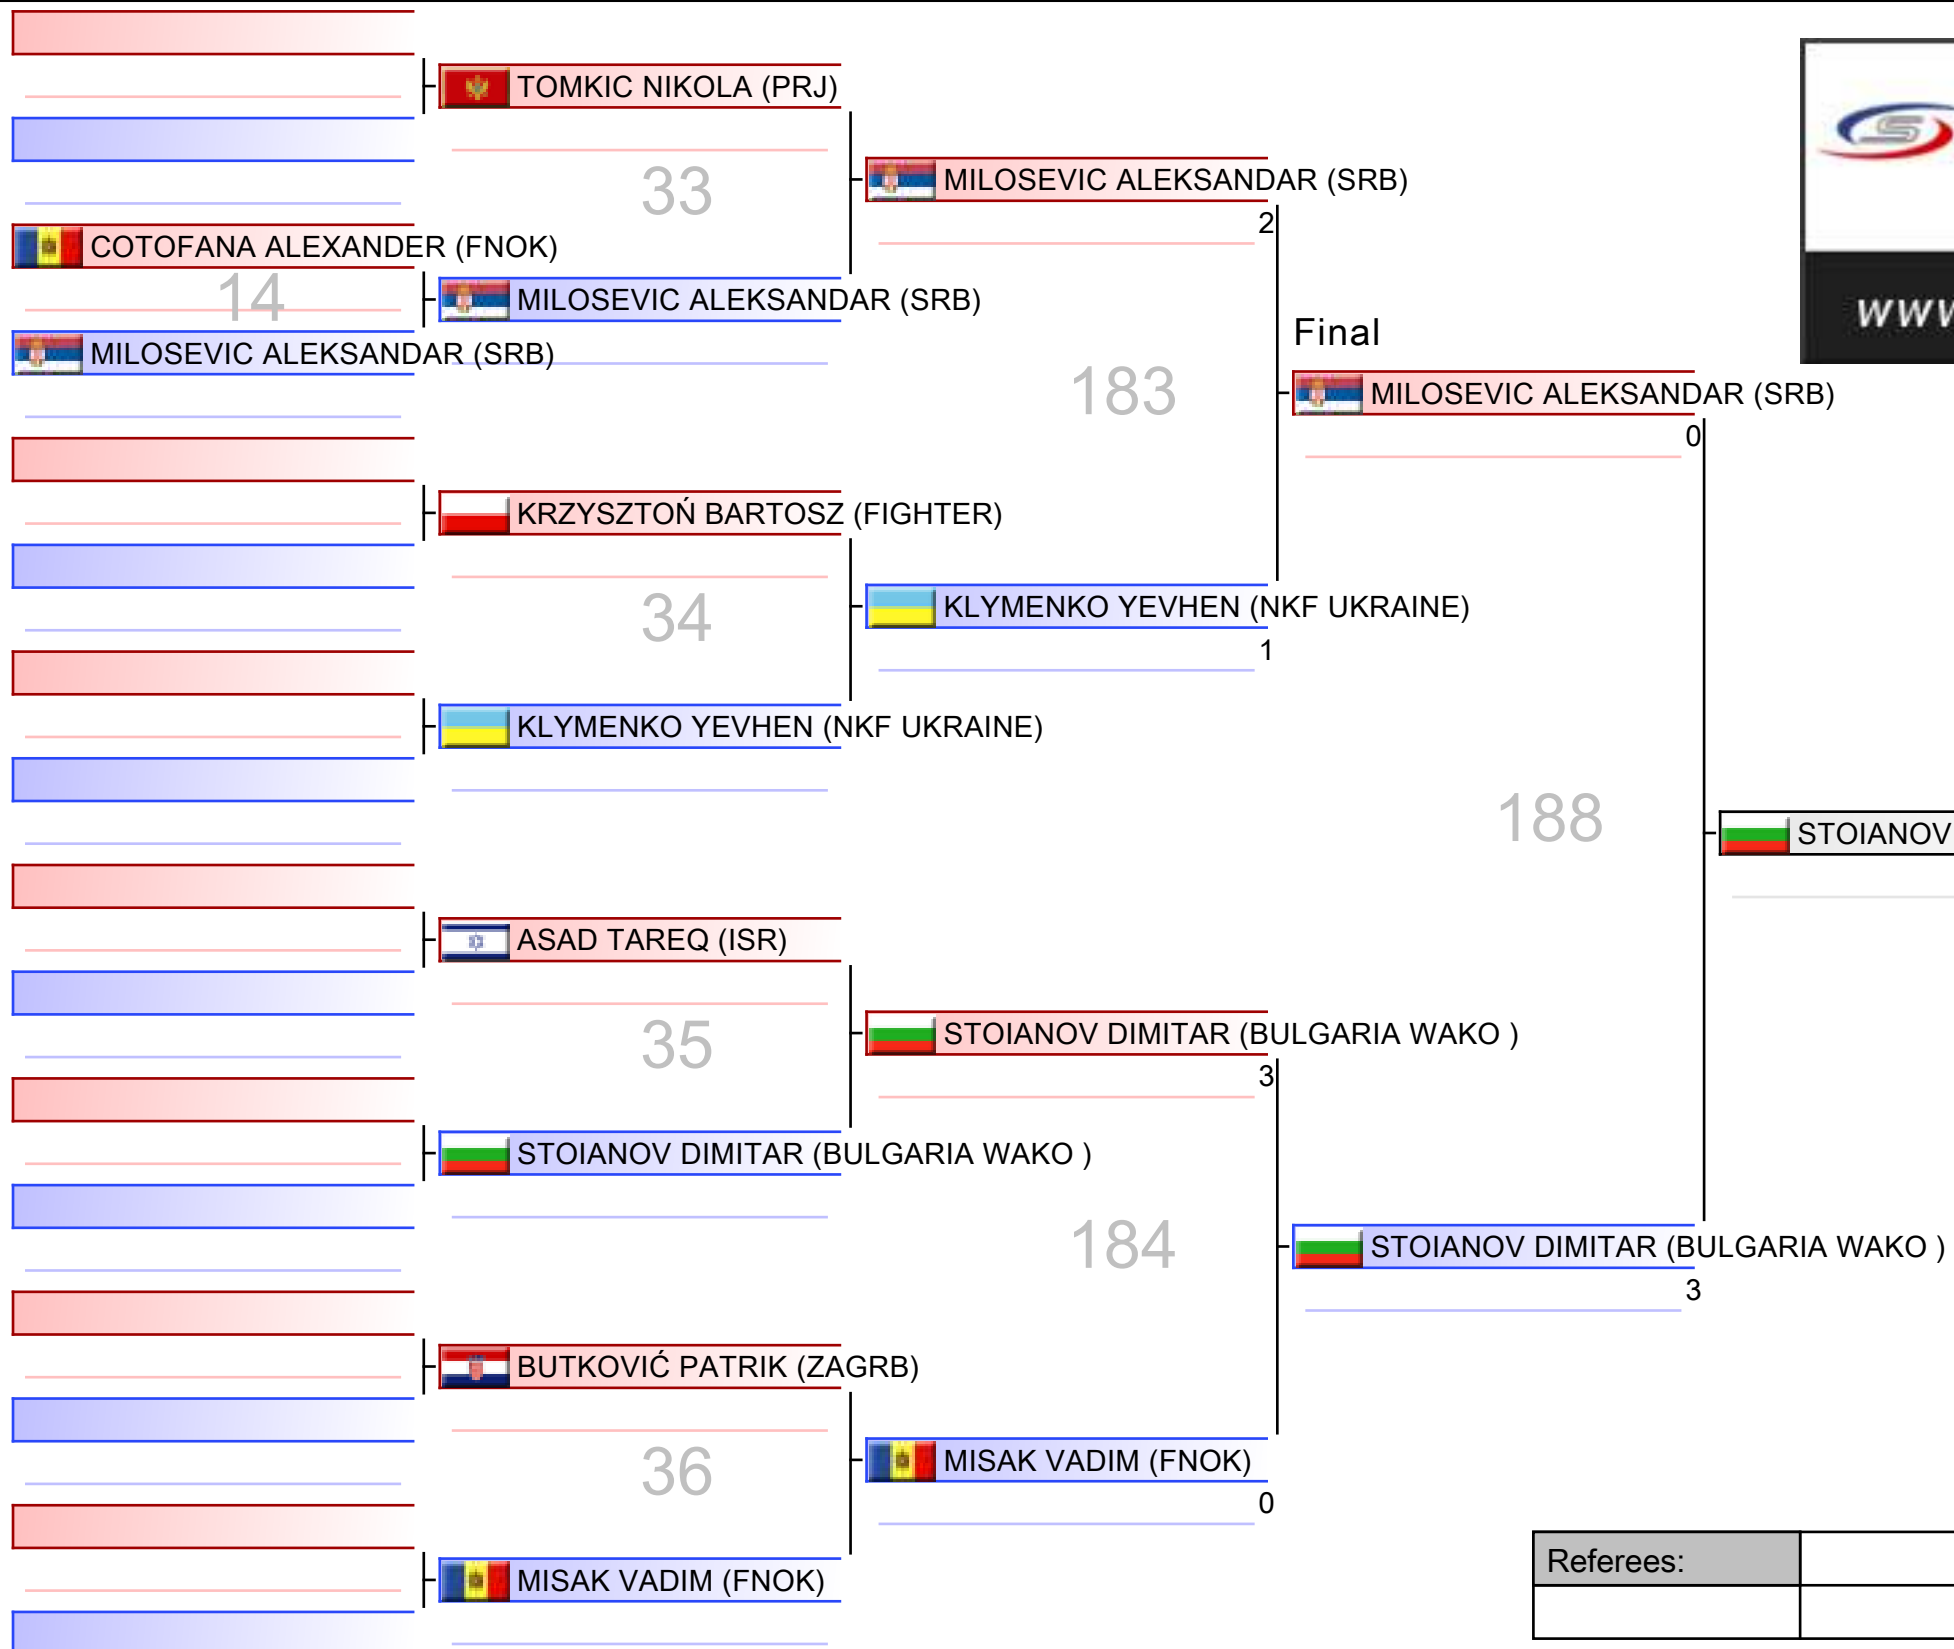 TOMKIC NIKOLA (PRJ)
33
MILOSEVIC ALEKSANDAR (SRB)
2
COTOFANA ALEXANDER (FNOK)
14
MILOSEVIC ALEKSANDAR (SRB)
MILOSEVIC ALEKSANDAR (SRB)
Final
183
MILOSEVIC ALEKSANDAR (SRB)
0
KRZYSZTOŃ BARTOSZ (FIGHTER)
34
KLYMENKO YEVHEN (NKF UKRAINE)
1
KLYMENKO YEVHEN (NKF UKRAINE)
188
STOIANOV
ASAD TAREQ (ISR)
35
STOIANOV DIMITAR (BULGARIA WAKO )
3
STOIANOV DIMITAR (BULGARIA WAKO )
184
STOIANOV DIMITAR (BULGARIA WAKO )
3
BUTKOVIĆ PATRIK (ZAGRB)
36
MISAK VADIM (FNOK)
0
MISAK VADIM (FNOK)
Referees:
www